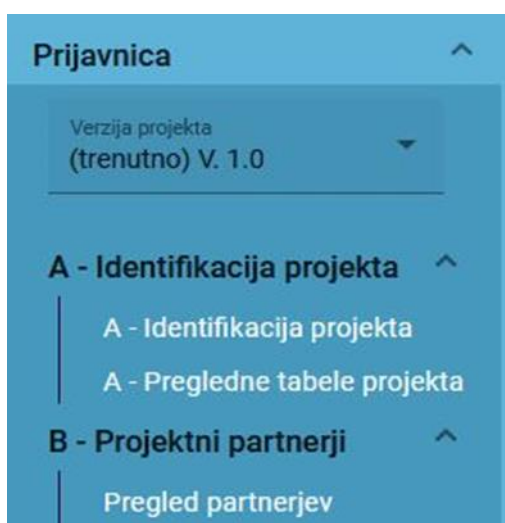 Prijavnica
Verzija projekta
(trenutno) V. 1.0
A - Identifikacija projekta
A - Identifikacija projekta
A - Pregledne tabele projekta
B - Projektni partnerji
Pregled partnerjev